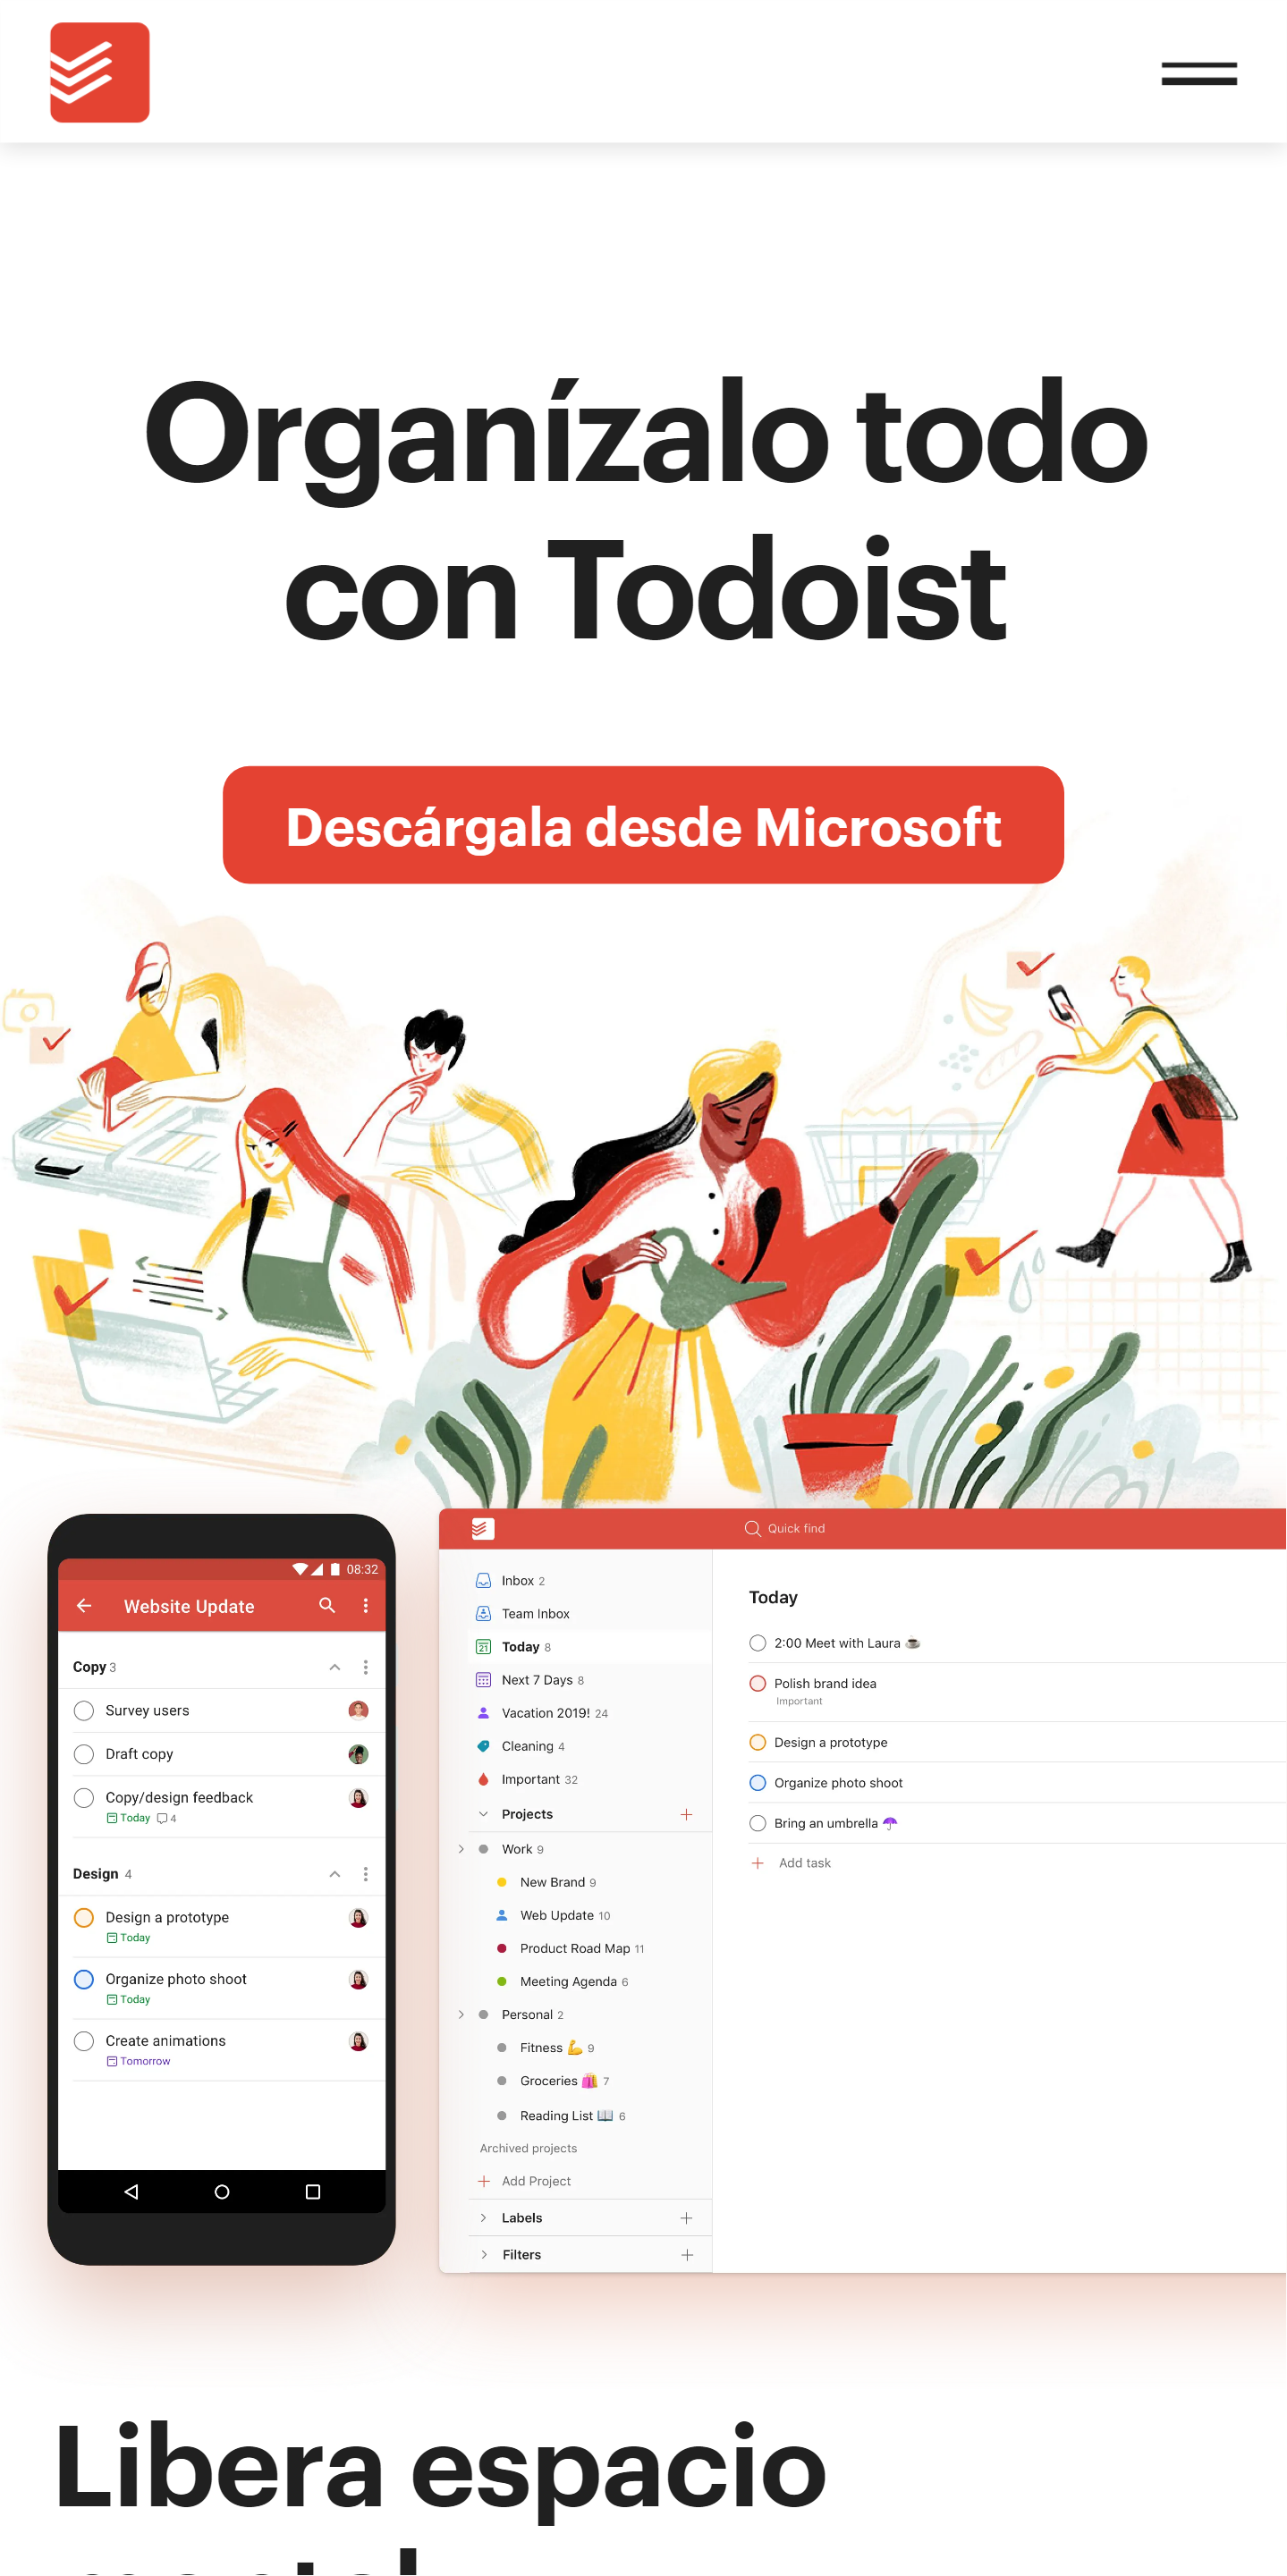 Organízalo todo
con Todoist
Descárgala desde Microsoft
08:32
Website Update
Copy 3
Survey users
Draft copy
Copy/design feedback
Today 4
Design 4
Design a prototype
Today
Organize photo shoot
Today
Create animations
Tomorrow
Quick find
Inbox 2
Team Inbox
21 Today 8
Next 7 Days 8
Vacation 2019! 24
Cleaning 4
Important 32
Projects
Work 9
New Brand 9
Web Update 10
Product Road Map 11
Meeting Agenda 6
Personal 2
Fitness 💪 9
Groceries 🛍️ 7
Reading List 📖 6
Archived projects
Add Project
Labels
Filters
Today
2:00 Meet with Laura ☕
Polish brand idea
Important
Design a prototype
Organize photo shoot
Bring an umbrella ☂️
Add task
Libera espacio